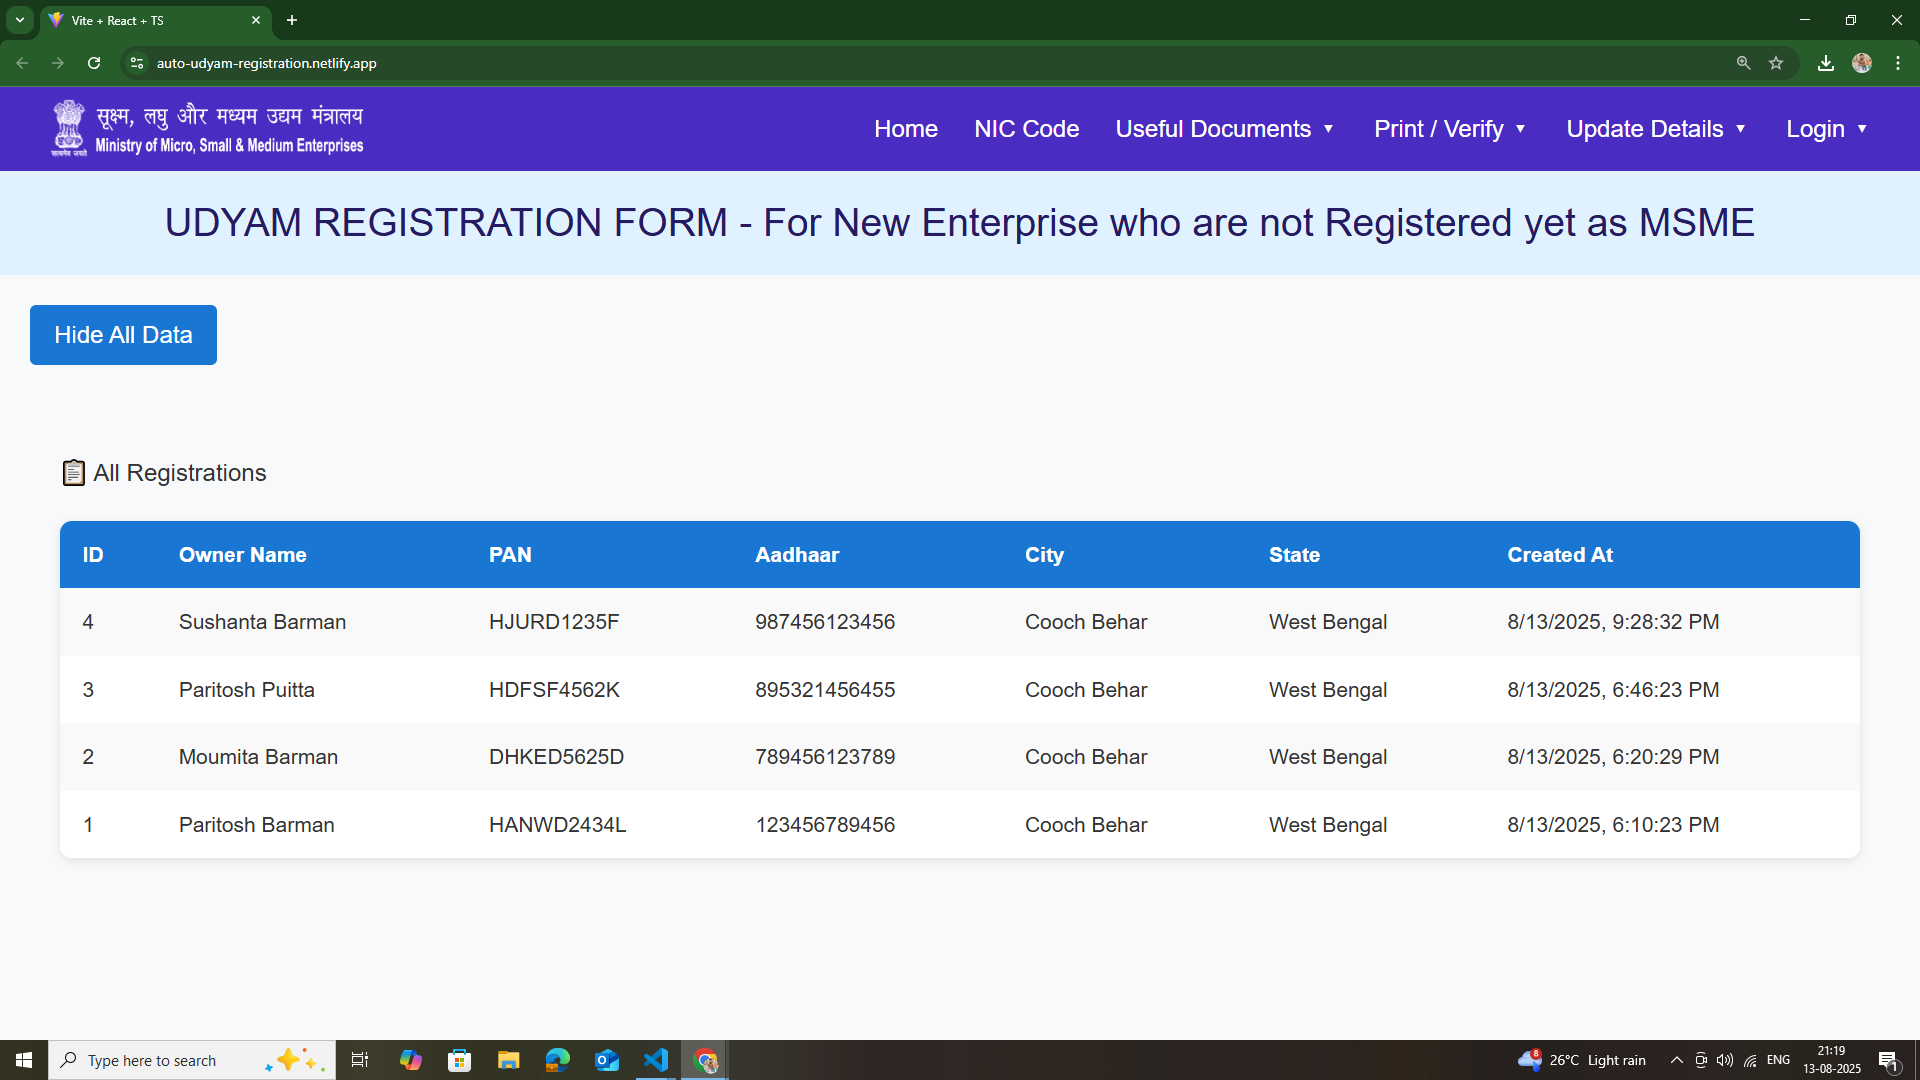 Vite + React + TS
auto-udyam-registration.netlify.app
सूक्ष्म, लघु और मध्यम उद्यम मंत्रालय
Ministry of Micro, Small & Medium Enterprises
सत्यमेव जयते
Home NIC Code Useful Documents ▼ Print / Verify ▼ Update Details ▼ Login ▼
UDYAM REGISTRATION FORM - For New Enterprise who are not Registered yet as MSME
Hide All Data
📋 All Registrations
ID Owner Name PAN Aadhaar City State Created At
4 Sushanta Barman HJURD1235F 987456123456 Cooch Behar West Bengal 8/13/2025, 9:28:32 PM
3 Paritosh Puitta HDFSF4562K 895321456455 Cooch Behar West Bengal 8/13/2025, 6:46:23 PM
2 Moumita Barman DHKED5625D 789456123789 Cooch Behar West Bengal 8/13/2025, 6:20:29 PM
1 Paritosh Barman HANWD2434L 123456789456 Cooch Behar West Bengal 8/13/2025, 6:10:23 PM
Type here to search
8
26°C Light rain
ENG
21:19
13-08-2025
1